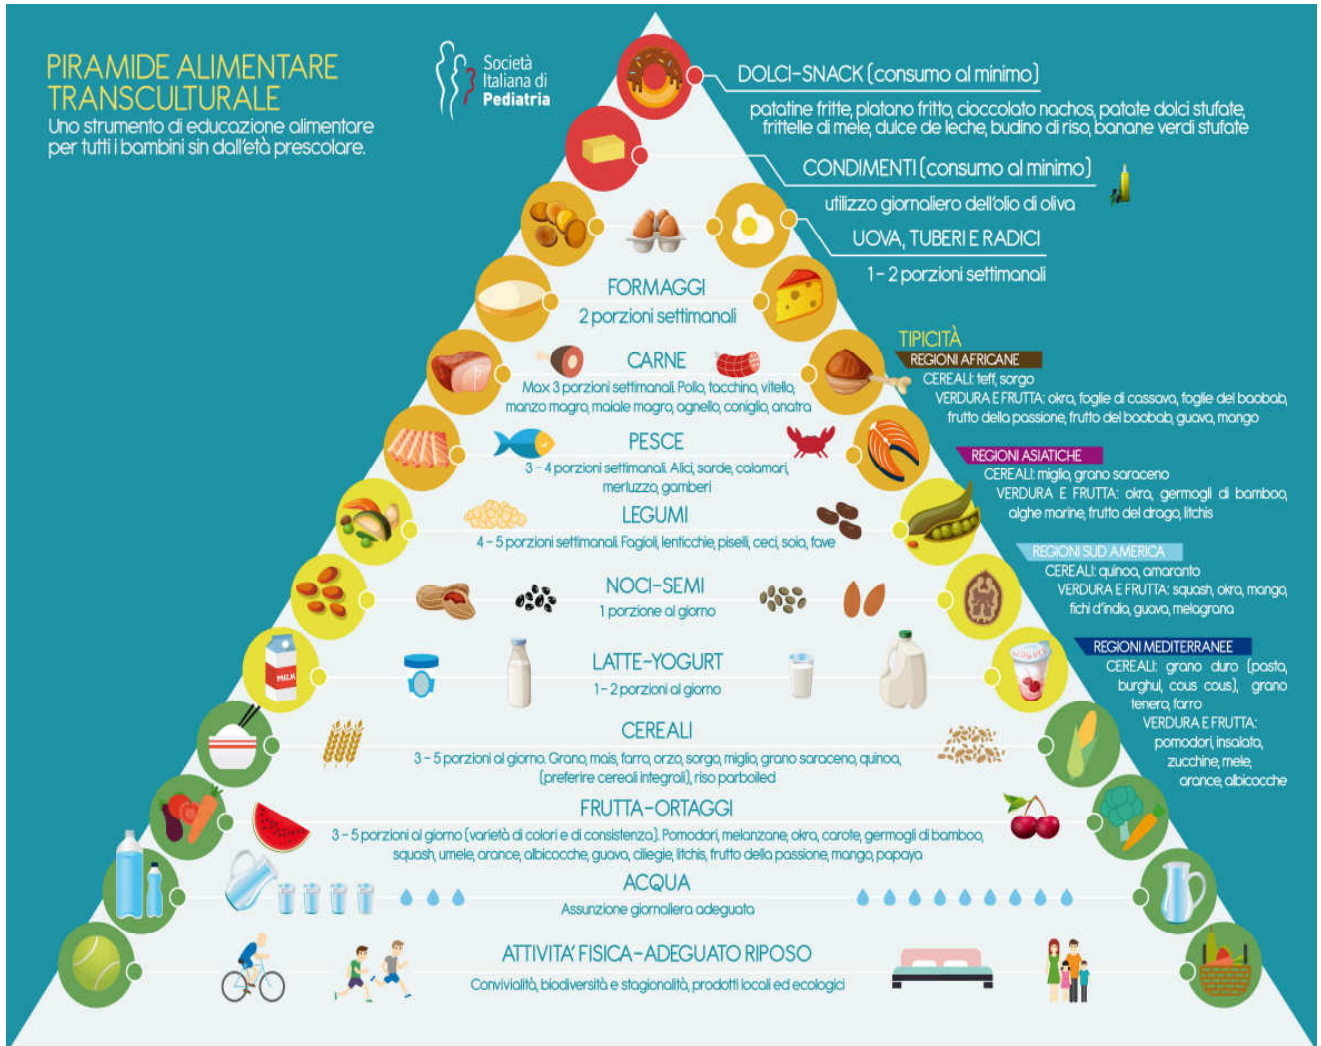 PIRAMIDE ALIMENTARE
TRANSCULTURALE
Uno strumento di educazione alimentare
per tutti i bambini sin dall'età prescolare.
Società
Italiana di
Pediatria
DOLCI-SNACK (consumo al minimo)
patatine fritte, platano fritto, cioccolato nachos, patate dolci stufate,
frittelle di mele, dulce de leche, budino di riso, banane verdi stufate
CONDIMENTI (consumo al minimo)
utilizzo giornaliero dell'olio di oliva
UOVA, TUBERI E RADICI
1 - 2 porzioni settimanali
FORMAGGI
2 porzioni settimanali
CARNE
Max 3 porzioni settimanali. Pollo, tacchino, vitello,
manzo magro, maiale magro, agnello, coniglio, anatra
PESCE
3 - 4 porzioni settimanali. Alici, sarde, calamari,
merluzzo, gamberi
LEGUMI
4 - 5 porzioni settimanali. Fagioli, lenticchie, piselli, ceci, soia, fave
NOCI-SEMI
1 porzione al giorno
LATTE-YOGURT
1 - 2 porzioni al giorno
MILK
yogurt
CEREALI
3 - 5 porzioni al giorno. Grano, mais, farro, orzo, sorgo, miglio, grano saraceno, quinoa,
(preferire cereali integrali), riso parboiled
FRUTTA-ORTAGGI
3 - 5 porzioni al giorno (varietà di colori e di consistenza). Pomodori, melanzane, okra, carote, germogli di bamboo,
squash, umele, arance, albicocche, guava, ciliegie, litchis, frutto della passione, mango, papaya
ACQUA
Assunzione giornaliera adeguata
ATTIVITA' FISICA-ADEGUATO RIPOSO
Convivialità, biodiversità e stagionalità, prodotti locali ed ecologici
TIPICITÀ
REGIONI AFRICANE
CEREALI: teff, sorgo
VERDURA E FRUTTA: okra, foglie di cassava, foglie del baobab,
frutto della passione, frutto del baobab, guava, mango
REGIONI ASIATICHE
CEREALI: miglio, grano saraceno
VERDURA E FRUTTA: okra, germogli di bamboo,
alghe marine, frutto del drago, litchis
REGIONI SUD AMERICA
CEREALI: quinoa, amaranto
VERDURA E FRUTTA: squash, okra, mango,
fichi d'india, guava, melagrana
REGIONI MEDITERRANEE
CEREALI: grano duro (pasta,
burghul, cous cous), grano
tenero, farro
VERDURA E FRUTTA:
pomodori, insalata,
zucchine, mele,
arance, albicocche